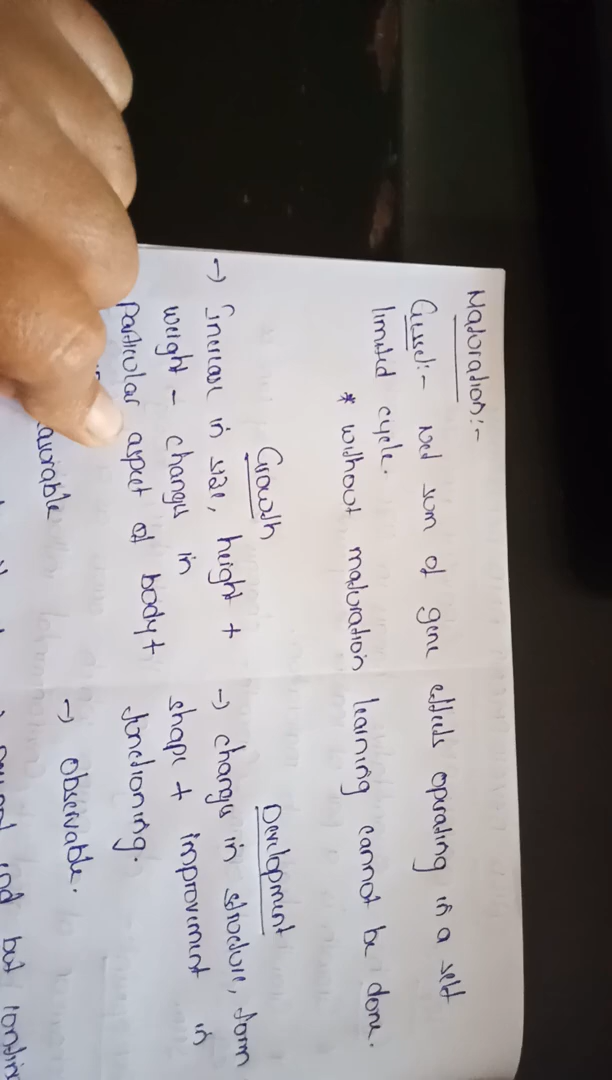 Maturation:-
Gessel:- Net sum of gene effects operating in a self
limited cycle.
* without maturation learning cannot be done.
Growth
Development
→ Increase in size, height +
weight - changes in
particular aspect of body +
→ changes in structure, form
shape + improvement in
functioning.
→ Observable.
but